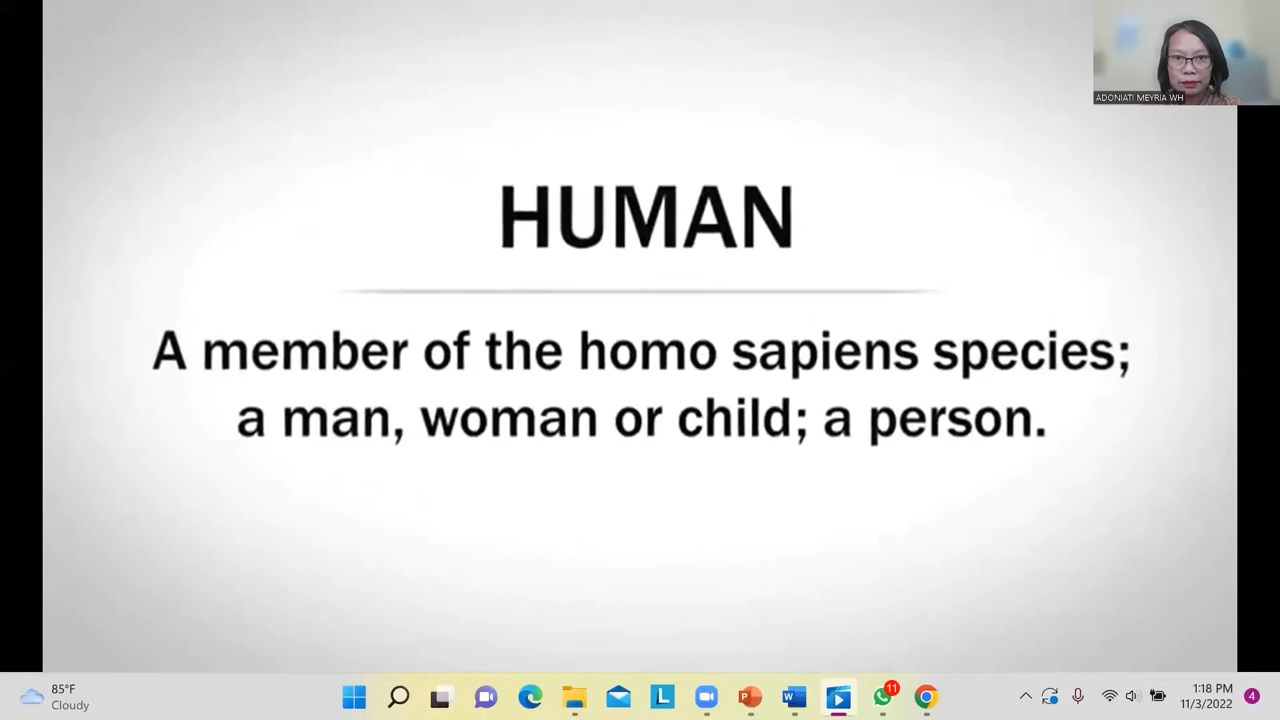 ADONIATI MEYRIA WH
HUMAN
A member of the homo sapiens species;
a man, woman or child; a person.
85°F
Cloudy
L
P
W
11
1:18 PM
11/3/2022
4